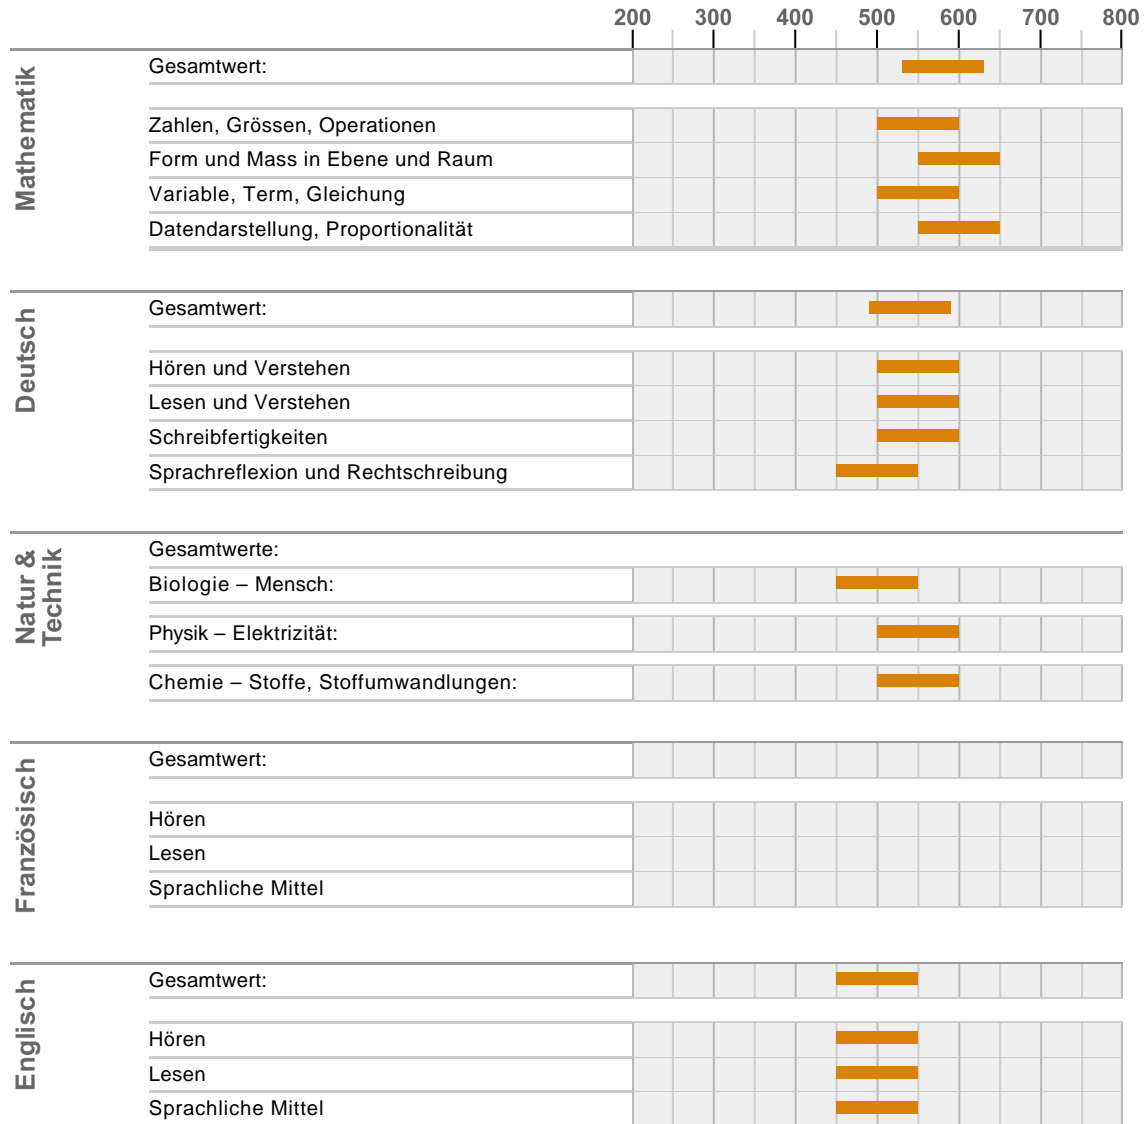 200 300 400 500 600 700 800
Mathematik
Gesamtwert:
Zahlen, Grössen, Operationen
Form und Mass in Ebene und Raum
Variable, Term, Gleichung
Datendarstellung, Proportionalität
Deutsch
Gesamtwert:
Hören und Verstehen
Lesen und Verstehen
Schreibfertigkeiten
Sprachreflexion und Rechtschreibung
Natur &
Technik
Gesamtwerte:
Biologie – Mensch:
Physik – Elektrizität:
Chemie – Stoffe, Stoffumwandlungen:
Französisch
Gesamtwert:
Hören
Lesen
Sprachliche Mittel
Englisch
Gesamtwert:
Hören
Lesen
Sprachliche Mittel